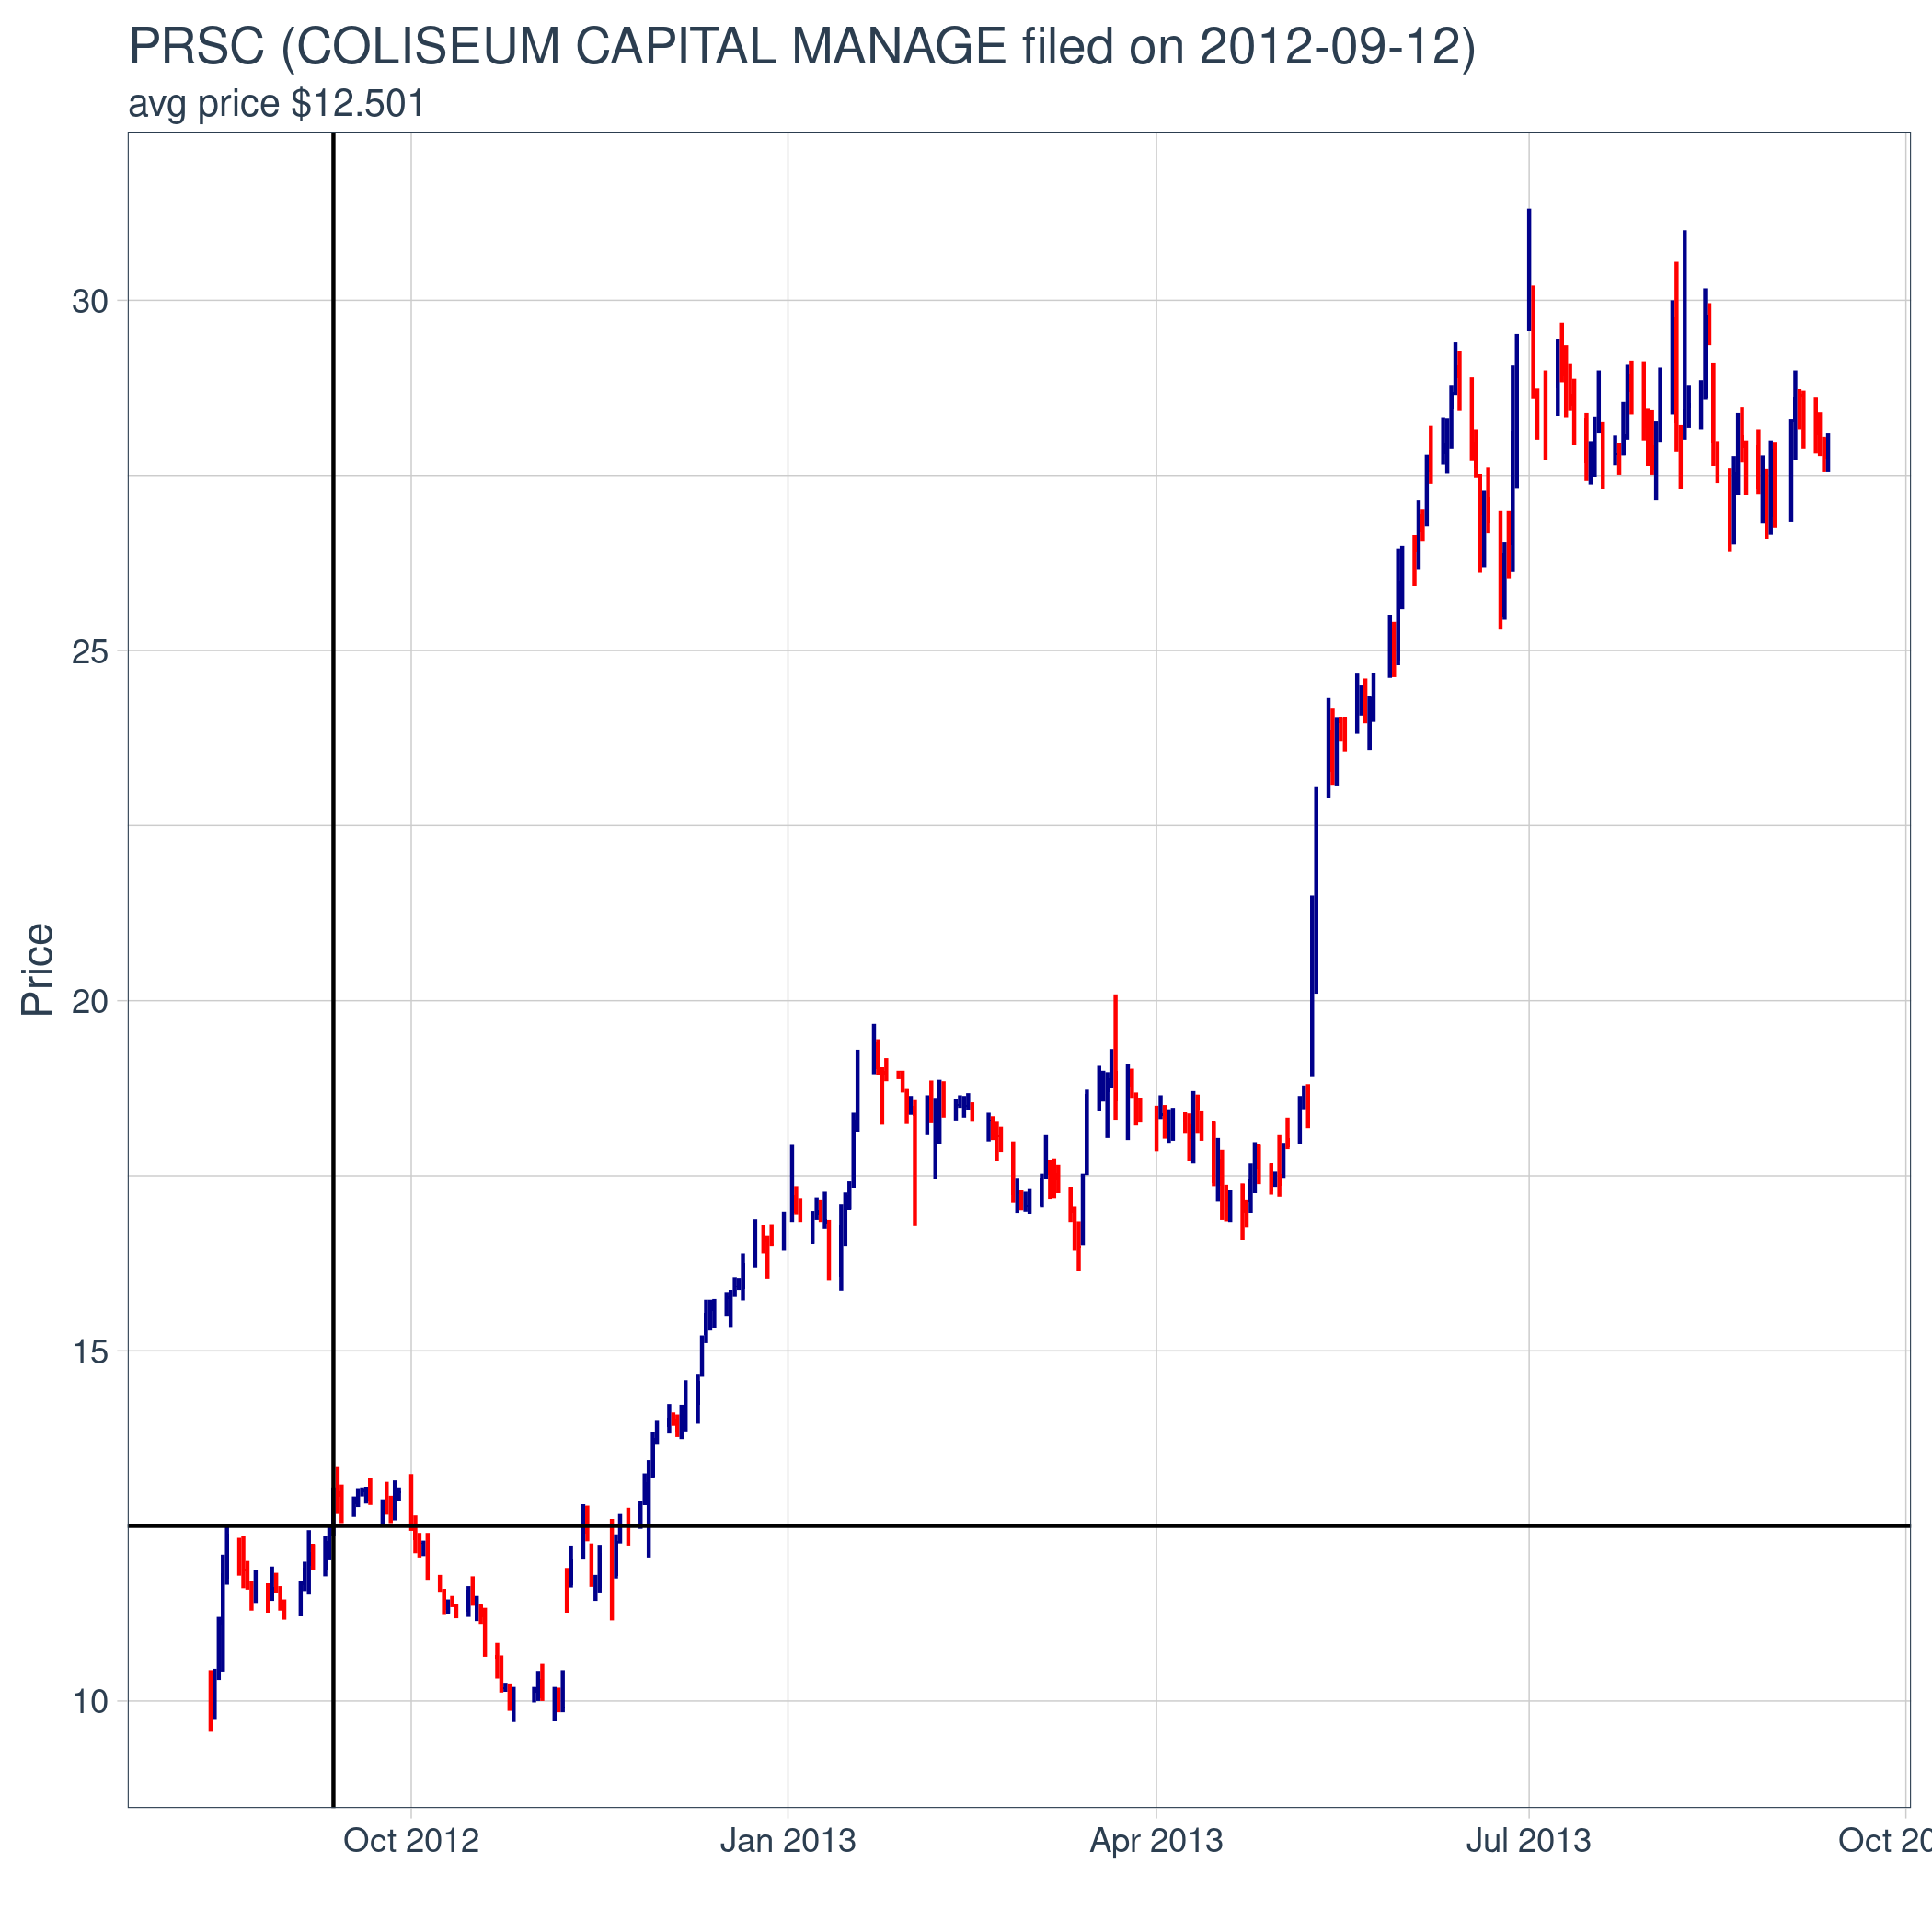 PRSC (COLISEUM CAPITAL MANAGE filed on 2012-09-12)
avg price $12.501
Price
30
25
20
15
10
Oct 2012 Jan 2013 Apr 2013 Jul 2013 Oct 20